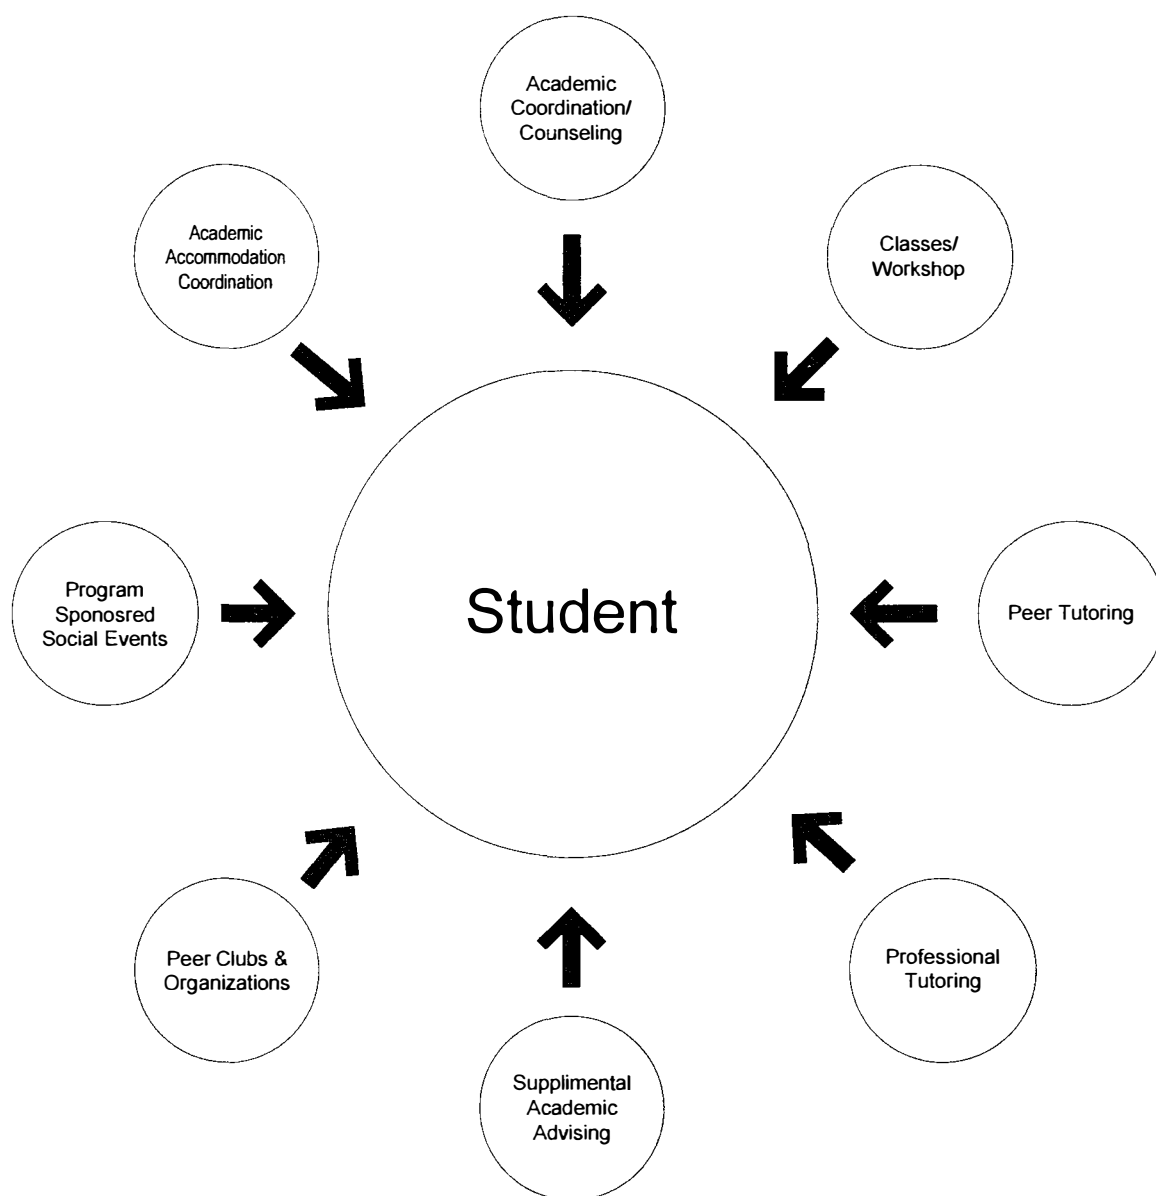 Academic
Coordination/
Counseling
Academic
Accommodation
Coordination
Classes/
Workshop
Program
Sponosred
Social Events
Student
Peer Tutoring
Peer Clubs &
Organizations
Professional
Tutoring
Supplimental
Academic
Advising